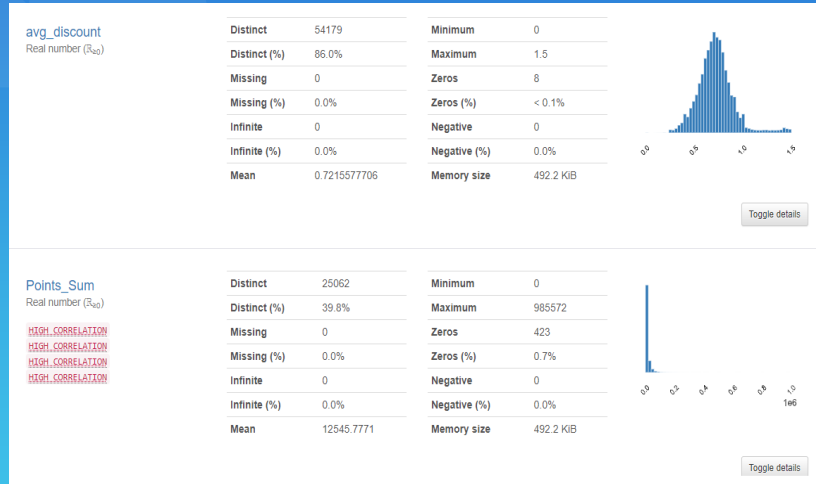 avg_discount
Real number (ℝ≥0)
Distinct 54179
Distinct (%) 86.0%
Missing 0
Missing (%) 0.0%
Infinite 0
Infinite (%) 0.0%
Mean 0.7215577706
Minimum 0
Maximum 1.5
Zeros 8
Zeros (%) < 0.1%
Negative 0
Negative (%) 0.0%
Memory size 492.2 KiB
0.0 0.5 1.0 1.5
Toggle details
Points_Sum
Real number (ℝ≥0)
HIGH CORRELATION
HIGH CORRELATION
HIGH CORRELATION
HIGH CORRELATION
Distinct 25062
Distinct (%) 39.8%
Missing 0
Missing (%) 0.0%
Infinite 0
Infinite (%) 0.0%
Mean 12545.7771
Minimum 0
Maximum 985572
Zeros 423
Zeros (%) 0.7%
Negative 0
Negative (%) 0.0%
Memory size 492.2 KiB
0.0 0.2 0.4 0.6 0.8 1.0
1e6
Toggle details